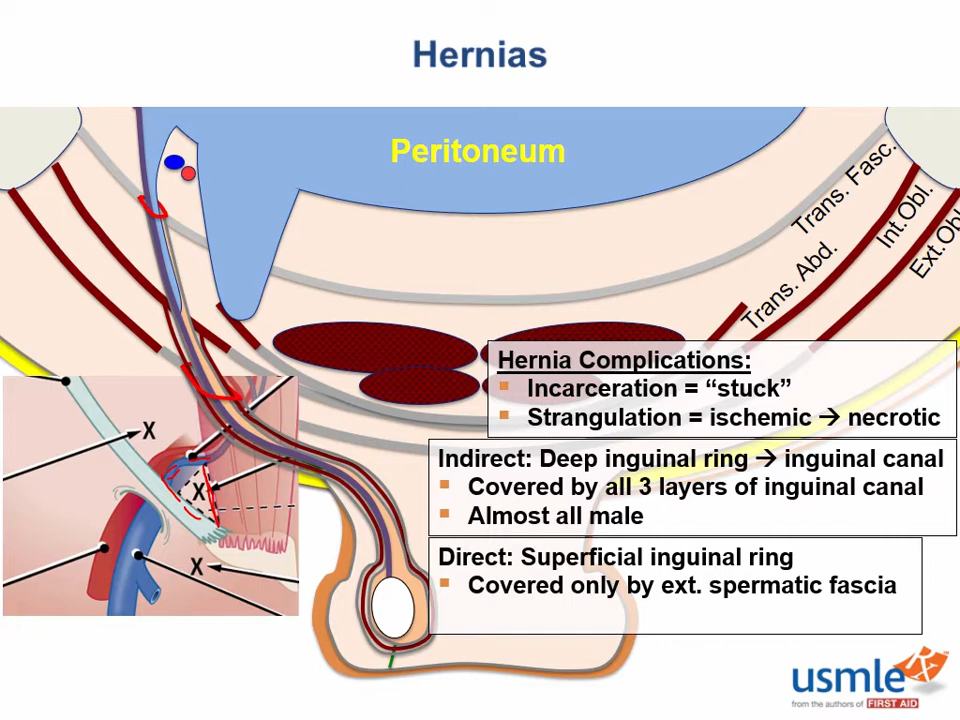 Hernias
Peritoneum
Trans. Fasc.
Int.Obl.
Ext.Obl
Trans. Abd.
Hernia Complications:
▪ Incarceration = “stuck”
▪ Strangulation = ischemic → necrotic
Indirect: Deep inguinal ring → inguinal canal
▪ Covered by all 3 layers of inguinal canal
▪ Almost all male
Direct: Superficial inguinal ring
▪ Covered only by ext. spermatic fascia
X
X
X
usmle Rx
from the authors of FIRST AID